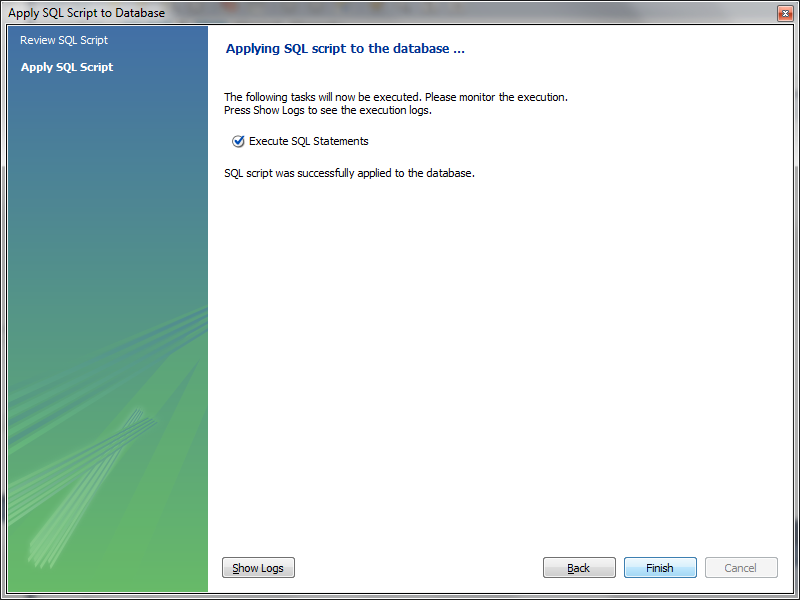 Apply SQL Script to Database
Review SQL Script
Apply SQL Script
Applying SQL script to the database ...
The following tasks will now be executed. Please monitor the execution.
Press Show Logs to see the execution logs.
Execute SQL Statements
SQL script was successfully applied to the database.
Show Logs
Back
Finish
Cancel